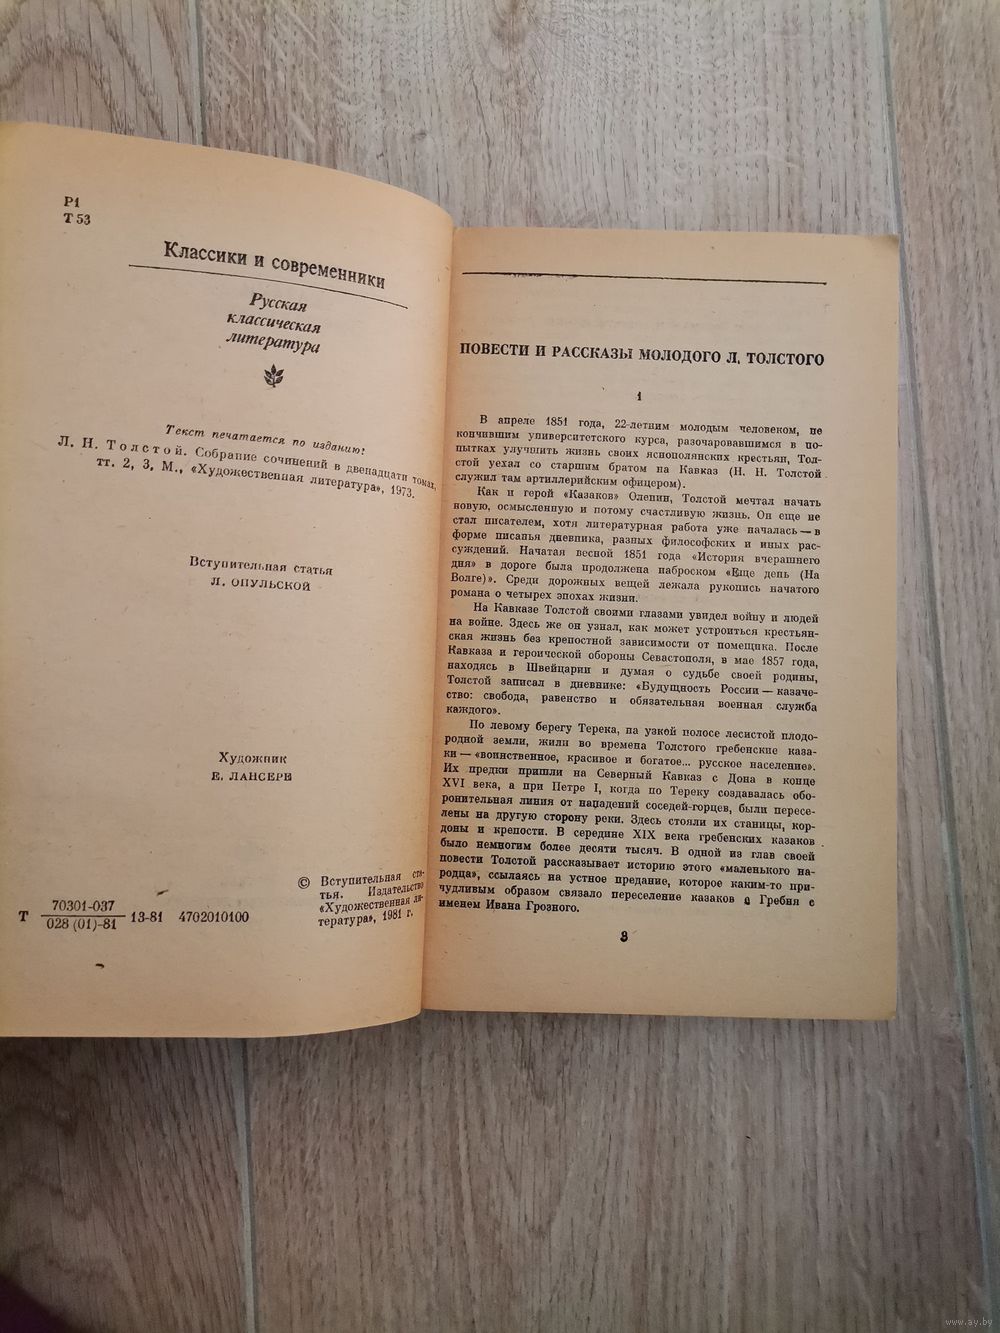 Р1
Т 53
Классики и современники
Русская
классическая
литература
Текст печатается по изданию:
Л. Н. Толстой. Собрание сочинений в двенадцати томах,
тт. 2, 3, М., «Художественная литература», 1973.
Вступительная статья
Л. ОПУЛЬСКОЙ
Художник
Е. ЛАНСЕРЕ
© Вступительная ста-
тья. Издательство
«Художественная ли-
тература», 1981 г.
Т 70301-037
028 (01)-81 13-81 4702010100
ПОВЕСТИ И РАССКАЗЫ МОЛОДОГО Л. ТОЛСТОГО
1
В апреле 1851 года, 22-летним молодым человеком, не
кончившим университетского курса, разочаровавшимся в по-
пытках улучшить жизнь своих яснополянских крестьян, Тол-
стой уехал со старшим братом на Кавказ (Н. Н. Толстой
служил там артиллерийским офицером).
Как и герой «Казаков» Оленин, Толстой мечтал начать
новую, осмысленную и потому счастливую жизнь. Он еще не
стал писателем, хотя литературная работа уже началась — в
форме писанья дневника, разных философских и иных рас-
суждений. Начатая весной 1851 года «История вчерашнего
дня» в дороге была продолжена наброском «Еще день (На
Волге)». Среди дорожных вещей лежала рукопись начатого
романа о четырех эпохах жизни.
На Кавказе Толстой своими глазами увидел войну и людей
на войне. Здесь же он узнал, как может устроиться крестьян-
ская жизнь без крепостной зависимости от помещика. После
Кавказа и героической обороны Севастополя, в мае 1857 года,
находясь в Швейцарии и думая о судьбе своей родины,
Толстой записал в дневнике: «Будущность России — казаче-
ство: свобода, равенство и обязательная военная служба
каждого».
По левому берегу Терека, на узкой полосе лесистой плодо-
родной земли, жили во времена Толстого гребенские каза-
ки — «воинственное, красивое и богатое... русское население».
Их предки пришли на Северный Кавказ с Дона в конце
XVI века, а при Петре I, когда по Тереку создавалась обо-
ронительная линия от нападений соседей-горцев, были пересе-
лены на другую сторону реки. Здесь стояли их станицы, кор-
доны и крепости. В середине XIX века гребенских казаков
было немногим более десяти тысяч. В одной из глав своей
повести Толстой рассказывает историю этого «маленького на-
родца», ссылаясь на устное предание, которое каким-то при-
чудливым образом связало переселение казаков с Гребня с
именем Ивана Грозного.
3
www.ay.by